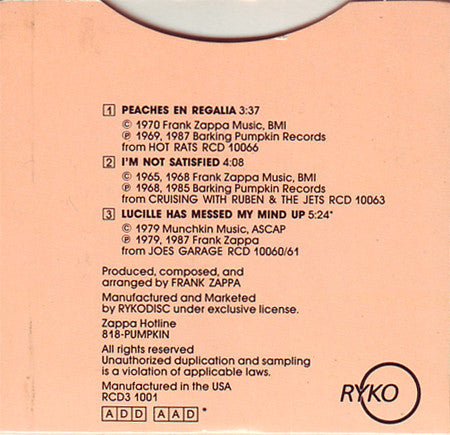 1 PEACHES EN REGALIA 3:37
© 1970 Frank Zappa Music, BMI
℗ 1969, 1987 Barking Pumpkin Records
from HOT RATS RCD 10066
2 I'M NOT SATISFIED 4:08
© 1965, 1968 Frank Zappa Music, BMI
℗ 1968, 1985 Barking Pumpkin Records
from CRUISING WITH RUBEN & THE JETS RCD 10063
3 LUCILLE HAS MESSED MY MIND UP 5:24*
© 1979 Munchkin Music, ASCAP
℗ 1979, 1987 Frank Zappa
from JOES GARAGE RCD 10060/61
Produced, composed, and
arranged by FRANK ZAPPA
Manufactured and Marketed
by RYKODISC under exclusive license.
Zappa Hotline
818-PUMPKIN
All rights reserved
Unauthorized duplication and sampling
is a violation of applicable laws.
Manufactured in the USA
RCD3 1001
ADD AAD *
RYKO